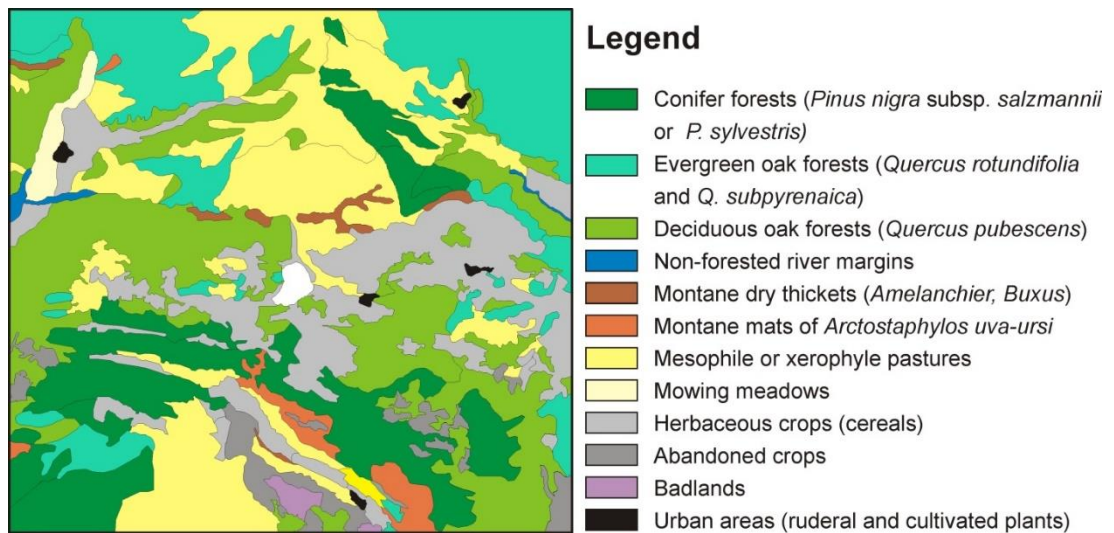 Legend
Conifer forests (Pinus nigra subsp. salzmannii
or P. sylvestris)
Evergreen oak forests (Quercus rotundifolia
and Q. subpyrenaica)
Deciduous oak forests (Quercus pubescens)
Non-forested river margins
Montane dry thickets (Amelanchier, Buxus)
Montane mats of Arctostaphylos uva-ursi
Mesophile or xerophyle pastures
Mowing meadows
Herbaceous crops (cereals)
Abandoned crops
Badlands
Urban areas (ruderal and cultivated plants)